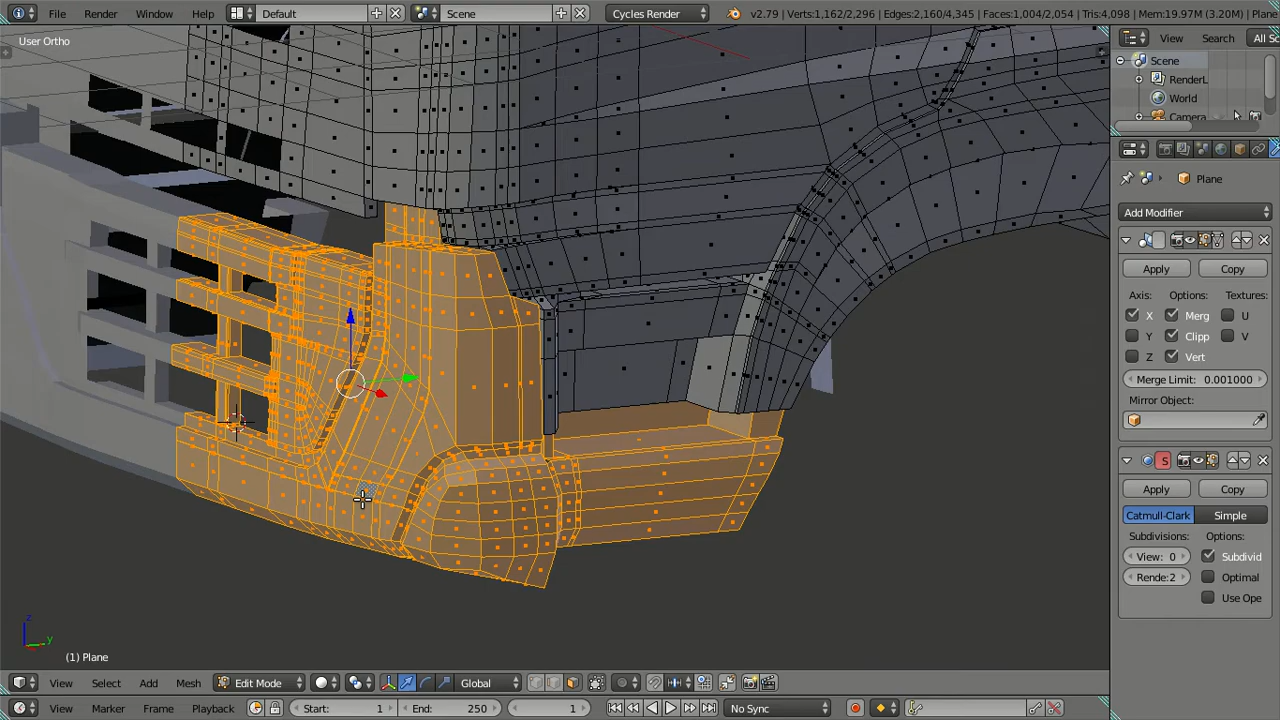 File Render Window Help Default Scene Cycles Render v2.79 | Verts:1,162/2,296 | Edges:2,160/4,345 | Faces:1,004/2,054 | Tris:4,098 | Mem:19.97M (3.20M) | Plane
User Ortho
View Search All Sc
Scene
RenderL
World
Camera
Plane
Add Modifier
Apply Copy
Axis: Options: Textures:
X Merg U
Y Clipp V
Z Vert
Merge Limit: 0.001000
Mirror Object:
S
Apply Copy
Catmull-Clark Simple
Subdivisions: Options:
View: 0 Subdivid
Rende:2 Optimal
Use Ope
z
y
(1) Plane
View Select Add Mesh Edit Mode Global
View Marker Frame Playback Start: 1 End: 250 1 No Sync